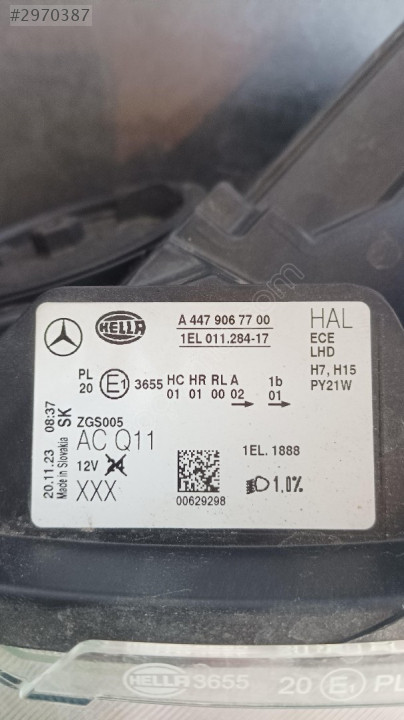 #2970387
HELLA
A 447 906 77 00
1EL 011.284-17
HAL
ECE
LHD
H7, H15
PY21W
PL
20
E1
3655
HC HR RL A
01 01 00 02
1b
01
ZGS005
AC Q11
12V 24
XXX
20.11.23 08:37
Made in Slovakia SK
00629298
1EL. 1888
1.0%
HELLA 3655 20 E1 PL